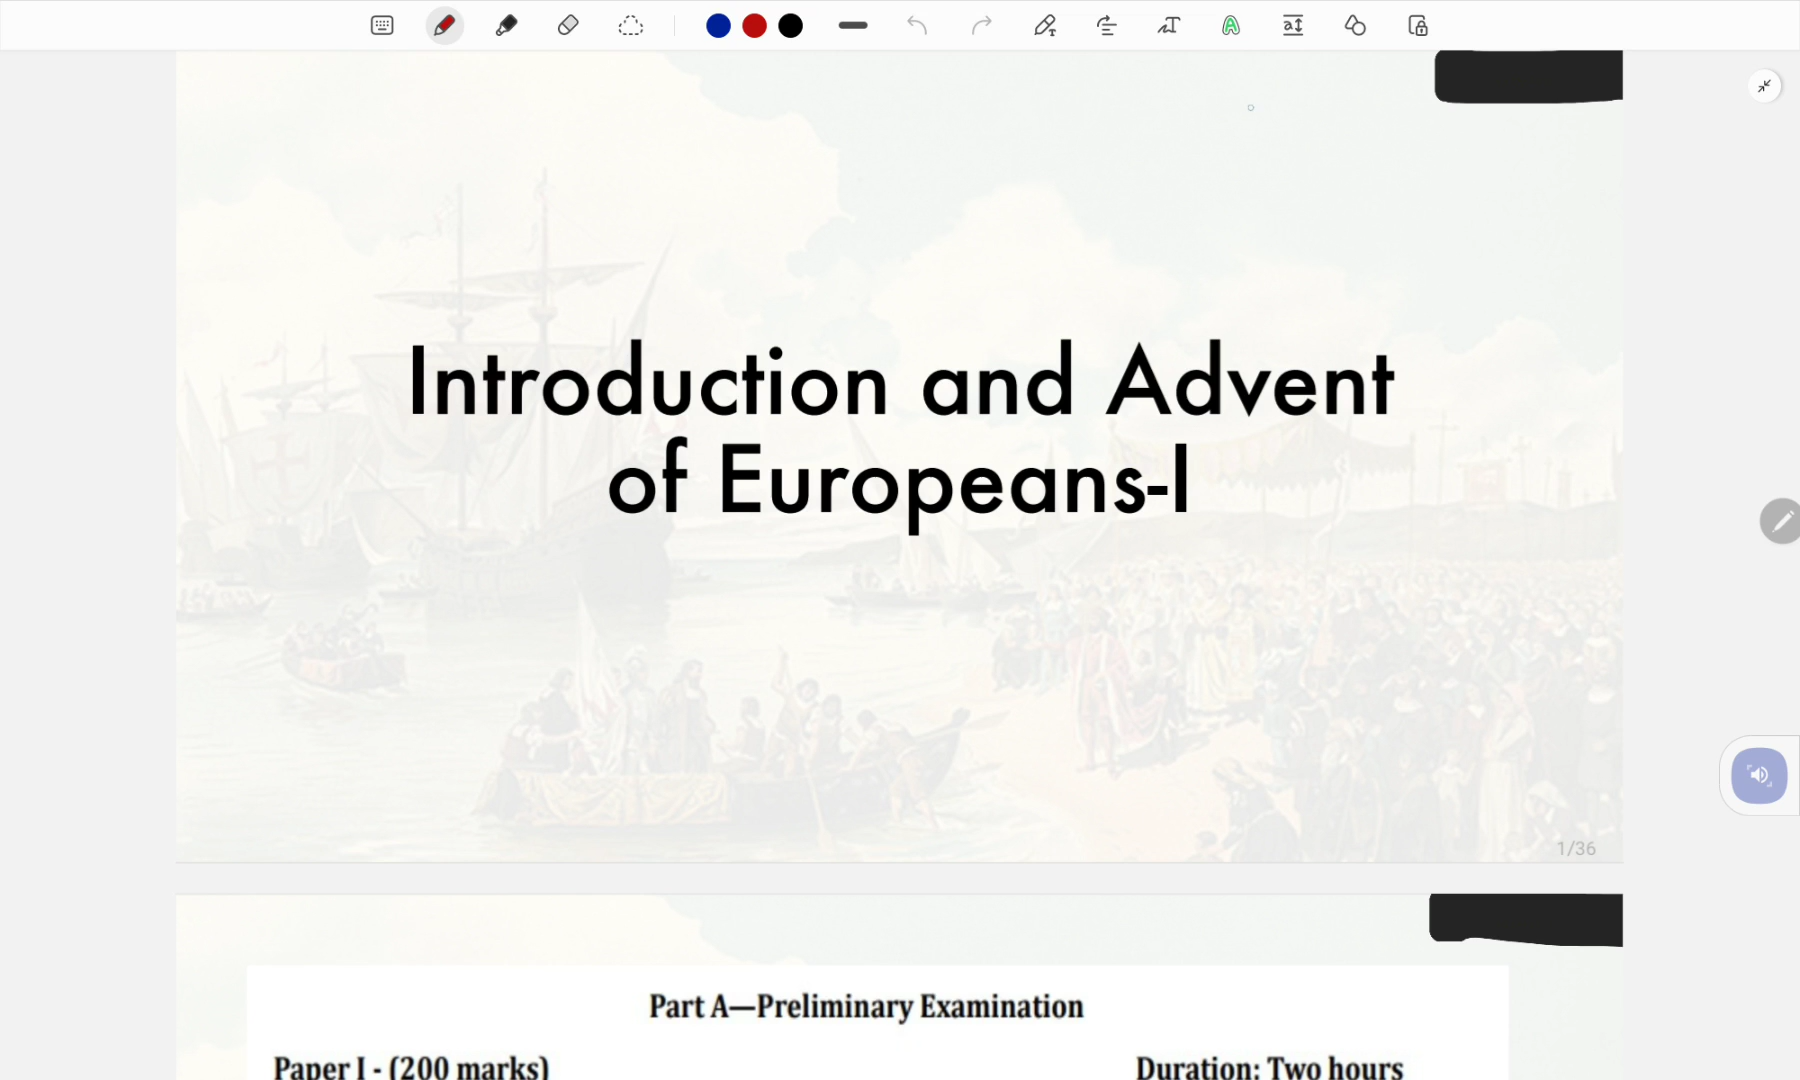 Introduction and Advent
of Europeans-I
1/36
Part A—Preliminary Examination
Paper I - (200 marks)
Duration: Two hours